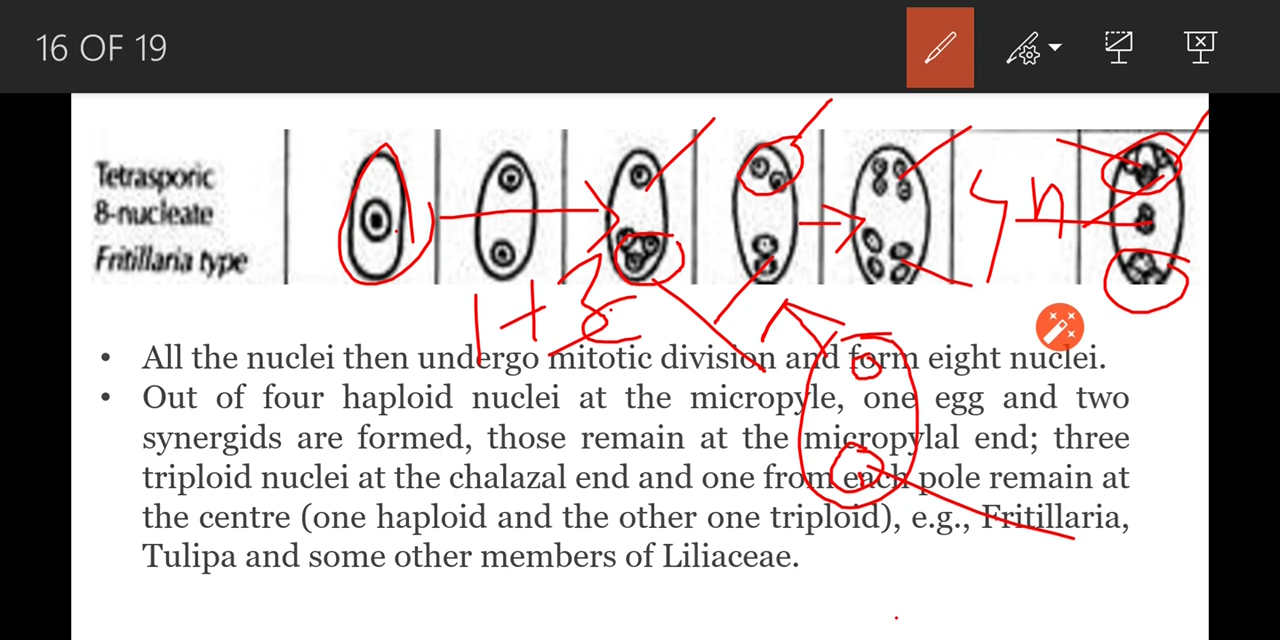 16 OF 19
Tetrasporic
8-nucleate
Fritillaria type
4n
1+3
• All the nuclei then undergo mitotic division and form eight nuclei.
• Out of four haploid nuclei at the micropyle, one egg and two
synergids are formed, those remain at the micropylal end; three
triploid nuclei at the chalazal end and one from each pole remain at
the centre (one haploid and the other one triploid), e.g., Fritillaria,
Tulipa and some other members of Liliaceae.